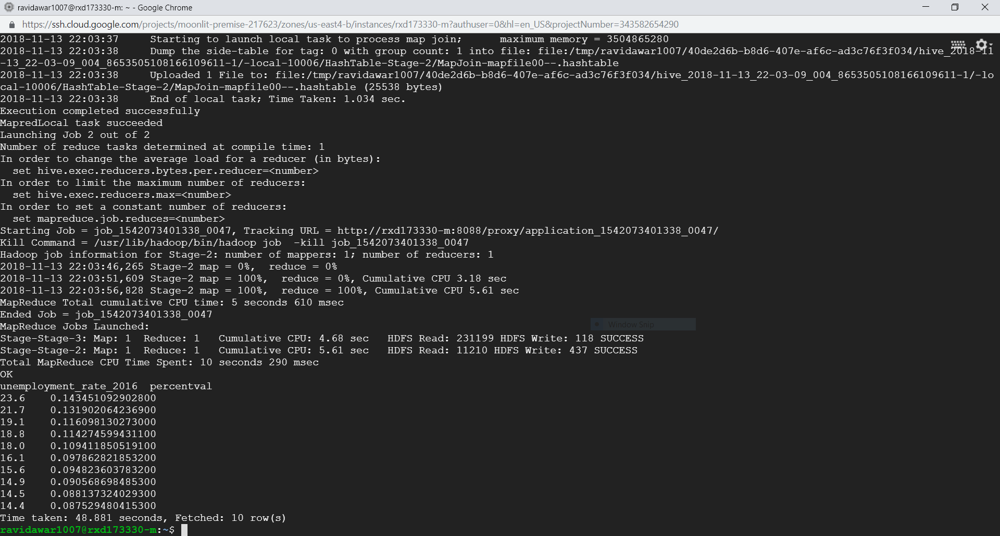 ravidawar1007@rxd173330-m: ~ - Google Chrome
https://ssh.cloud.google.com/projects/moonlit-premise-217623/zones/us-east4-b/instances/rxd173330-m?authuser=0&hl=en_US&projectNumber=343582654290
2018-11-13 22:03:37     Starting to launch local task to process map join;      maximum memory = 3504865280
2018-11-13 22:03:38     Dump the side-table for tag: 0 with group count: 1 into file: file:/tmp/ravidawar1007/40de2d6b-b8d6-407e-af6c-ad3c76f3f034/hive_2018-11
-13_22-03-09_004_8653505108166109611-1/-local-10006/HashTable-Stage-2/MapJoin-mapfile00--.hashtable
2018-11-13 22:03:38     Uploaded 1 File to: file:/tmp/ravidawar1007/40de2d6b-b8d6-407e-af6c-ad3c76f3f034/hive_2018-11-13_22-03-09_004_8653505108166109611-1/-lo
cal-10006/HashTable-Stage-2/MapJoin-mapfile00--.hashtable (25538 bytes)
2018-11-13 22:03:38     End of local task; Time Taken: 1.034 sec.
Execution completed successfully
MapredLocal task succeeded
Launching Job 2 out of 2
Number of reduce tasks determined at compile time: 1
In order to change the average load for a reducer (in bytes):
  set hive.exec.reducers.bytes.per.reducer=<number>
In order to limit the maximum number of reducers:
  set hive.exec.reducers.max=<number>
In order to set a constant number of reducers:
  set mapreduce.job.reduces=<number>
Starting Job = job_1542073401338_0047, Tracking URL = http://rxd173330-m:8088/proxy/application_1542073401338_0047/
Kill Command = /usr/lib/hadoop/bin/hadoop job  -kill job_1542073401338_0047
Hadoop job information for Stage-2: number of mappers: 1; number of reducers: 1
2018-11-13 22:03:46,265 Stage-2 map = 0%,  reduce = 0%
2018-11-13 22:03:51,609 Stage-2 map = 100%,  reduce = 0%, Cumulative CPU 3.18 sec
2018-11-13 22:03:56,828 Stage-2 map = 100%,  reduce = 100%, Cumulative CPU 5.61 sec
MapReduce Total cumulative CPU time: 5 seconds 610 msec
Ended Job = job_1542073401338_0047
MapReduce Jobs Launched:
Window Snip
Stage-Stage-3: Map: 1  Reduce: 1   Cumulative CPU: 4.68 sec   HDFS Read: 231199 HDFS Write: 118 SUCCESS
Stage-Stage-2: Map: 1  Reduce: 1   Cumulative CPU: 5.61 sec   HDFS Read: 11210 HDFS Write: 437 SUCCESS
Total MapReduce CPU Time Spent: 10 seconds 290 msec
OK
unemployment_rate_2016  percentval
23.6    0.143451092902800
21.7    0.131902064236900
19.1    0.116098130273000
18.8    0.114274599431100
18.0    0.109411850519100
16.1    0.097862821853200
15.6    0.094823603783200
14.9    0.090568698485300
14.5    0.088137324029300
14.4    0.087529480415300
Time taken: 48.881 seconds, Fetched: 10 row(s)
ravidawar1007@rxd173330-m:~$